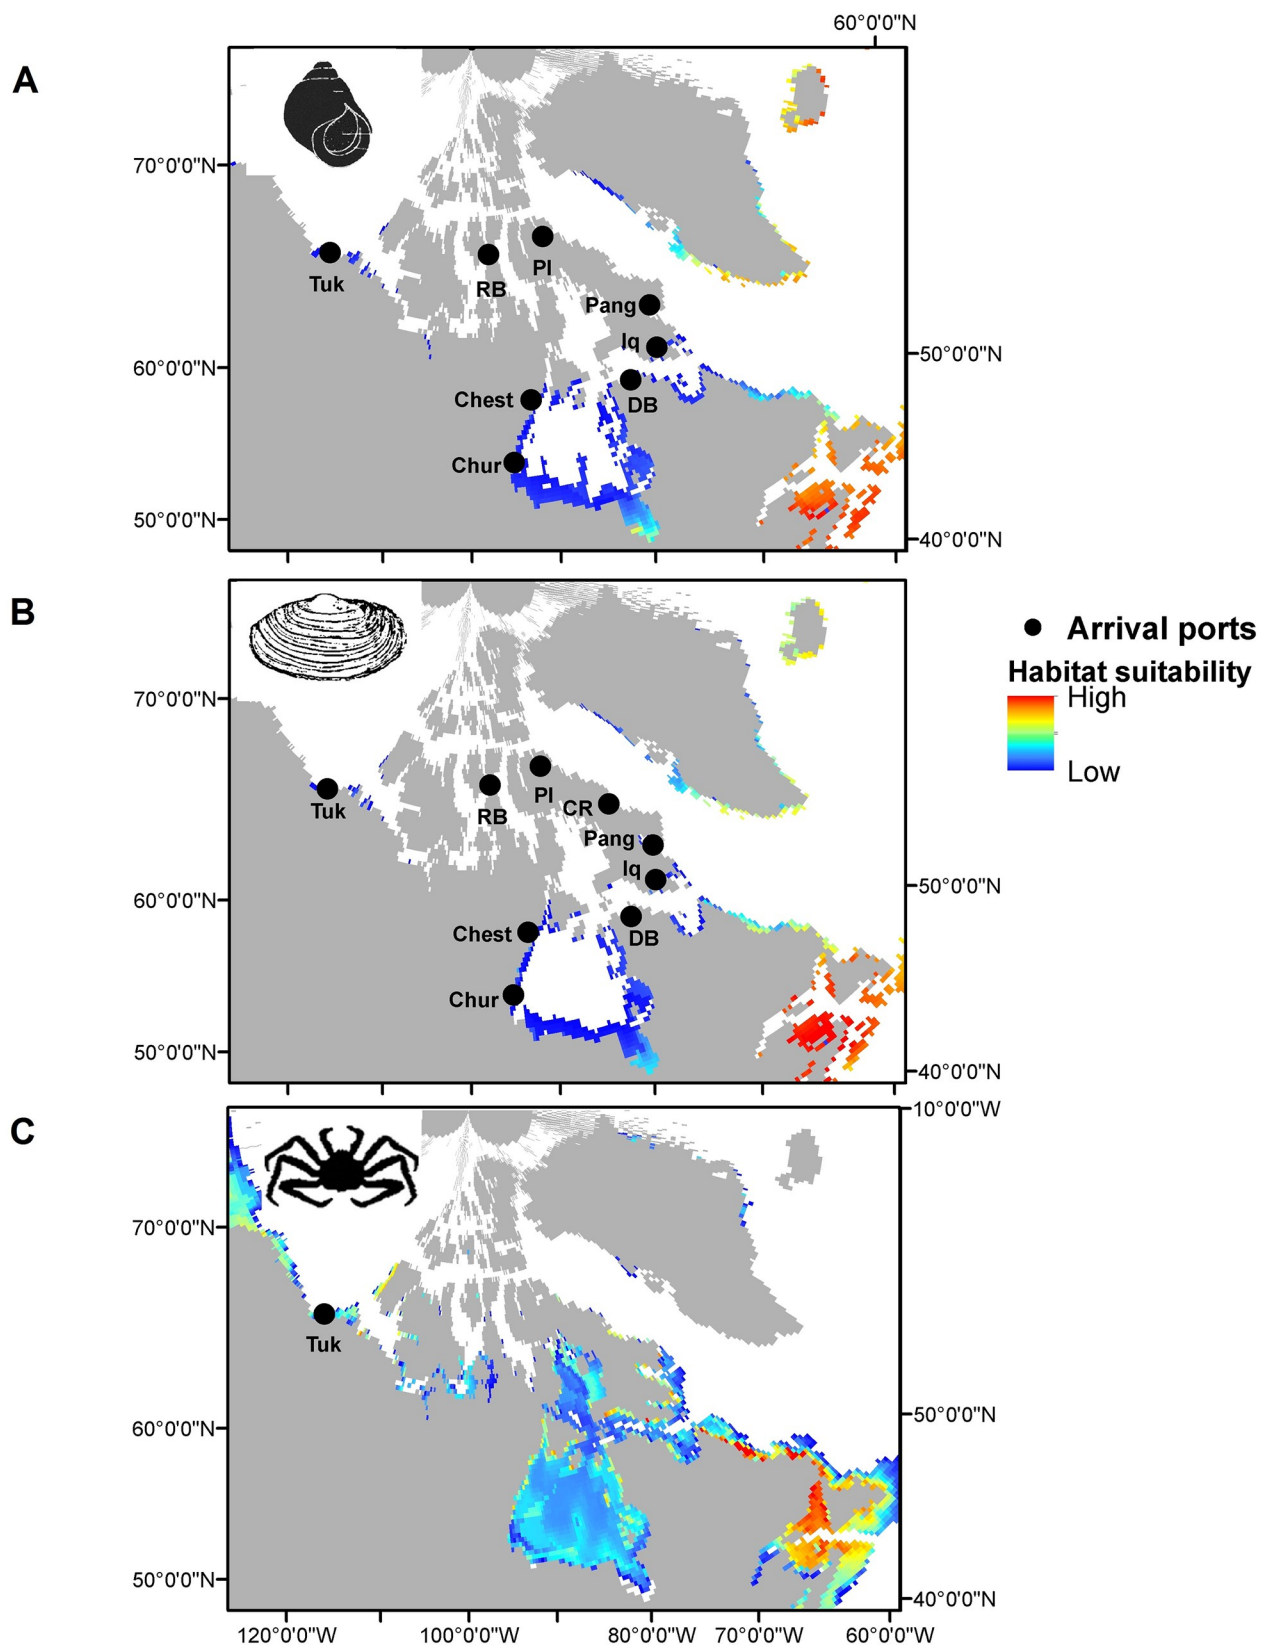 60°0'0"N
A
70°0'0"N
Tuk
RB
PI
Pang
Iq
60°0'0"N
50°0'0"N
Chest
DB
Chur
50°0'0"N
40°0'0"N
B
Arrival ports
Habitat suitability
High
Low
70°0'0"N
Tuk
RB
PI
CR
Pang
Iq
60°0'0"N
50°0'0"N
Chest
DB
Chur
50°0'0"N
40°0'0"N
C
10°0'0"W
70°0'0"N
Tuk
60°0'0"N
50°0'0"N
50°0'0"N
40°0'0"N
120°0'0"W 100°0'0"W 80°0'0"W 70°0'0"W 60°0'0"W